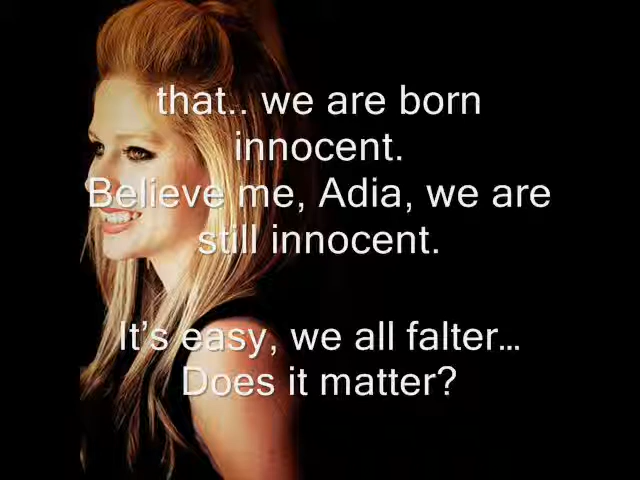 that.. we are born
innocent.
Believe me, Adia, we are
still innocent.
It’s easy, we all falter…
Does it matter?